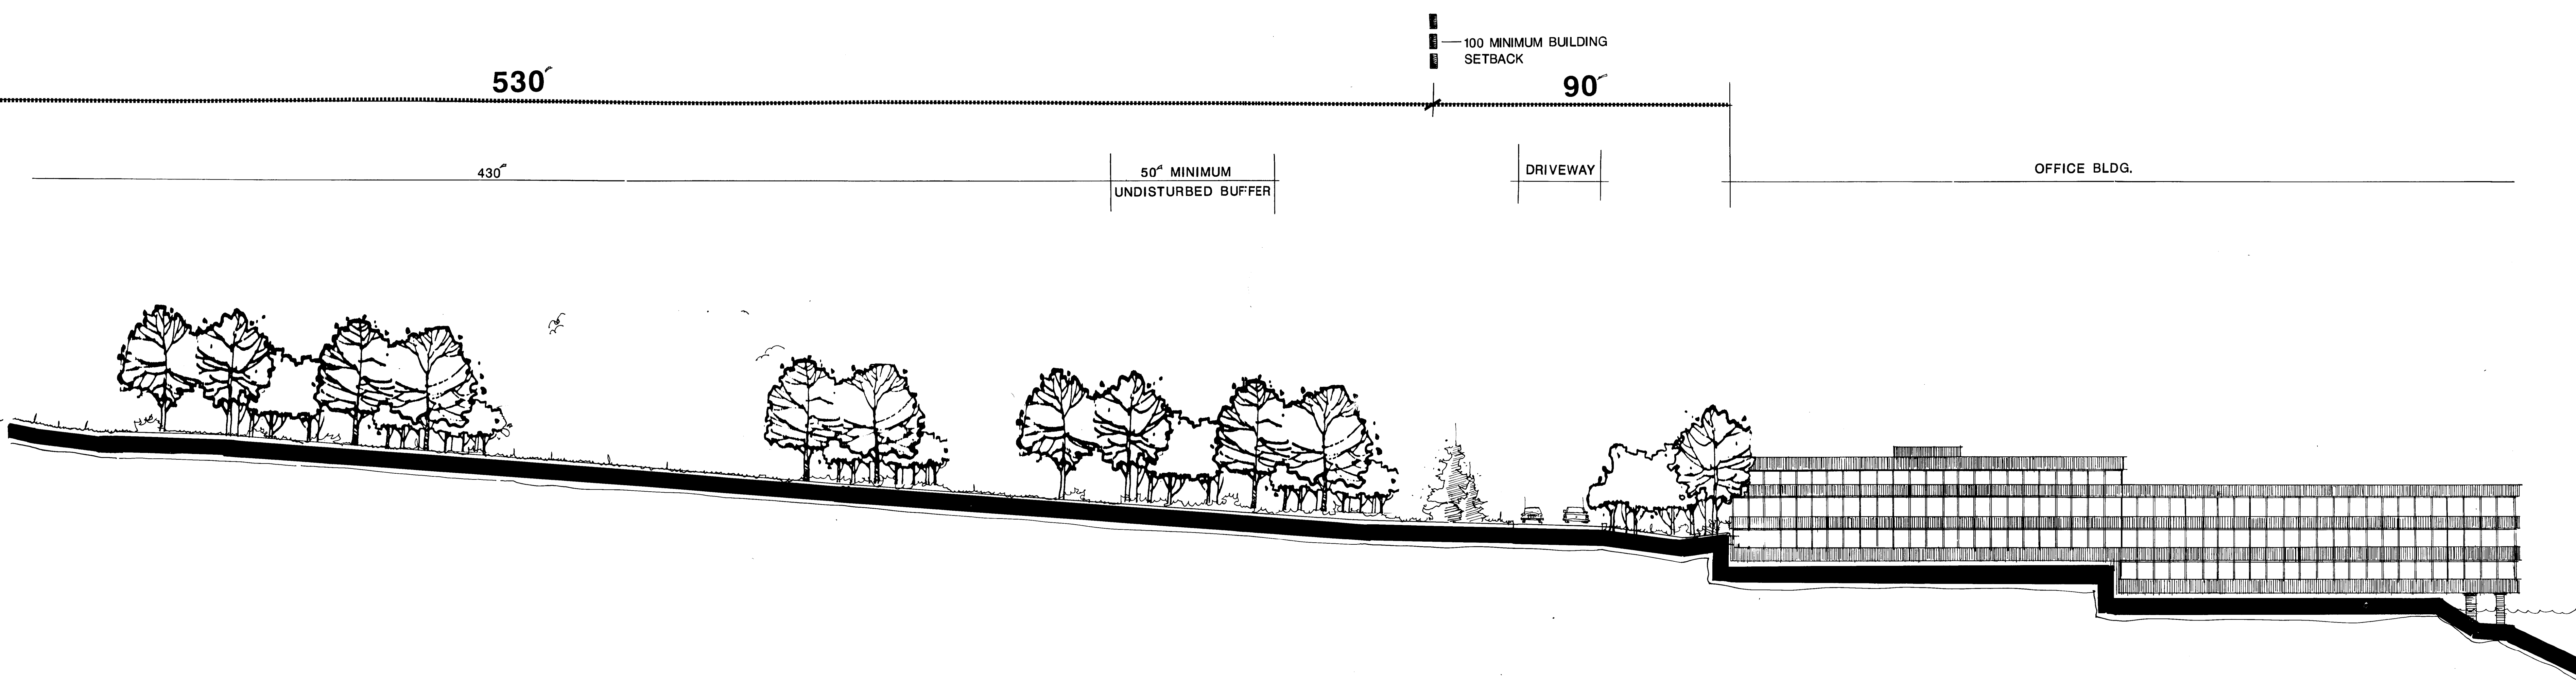 100 MINIMUM BUILDING
SETBACK
530'
90'
430'
50' MINIMUM
UNDISTURBED BUFFER
DRIVEWAY
OFFICE BLDG.